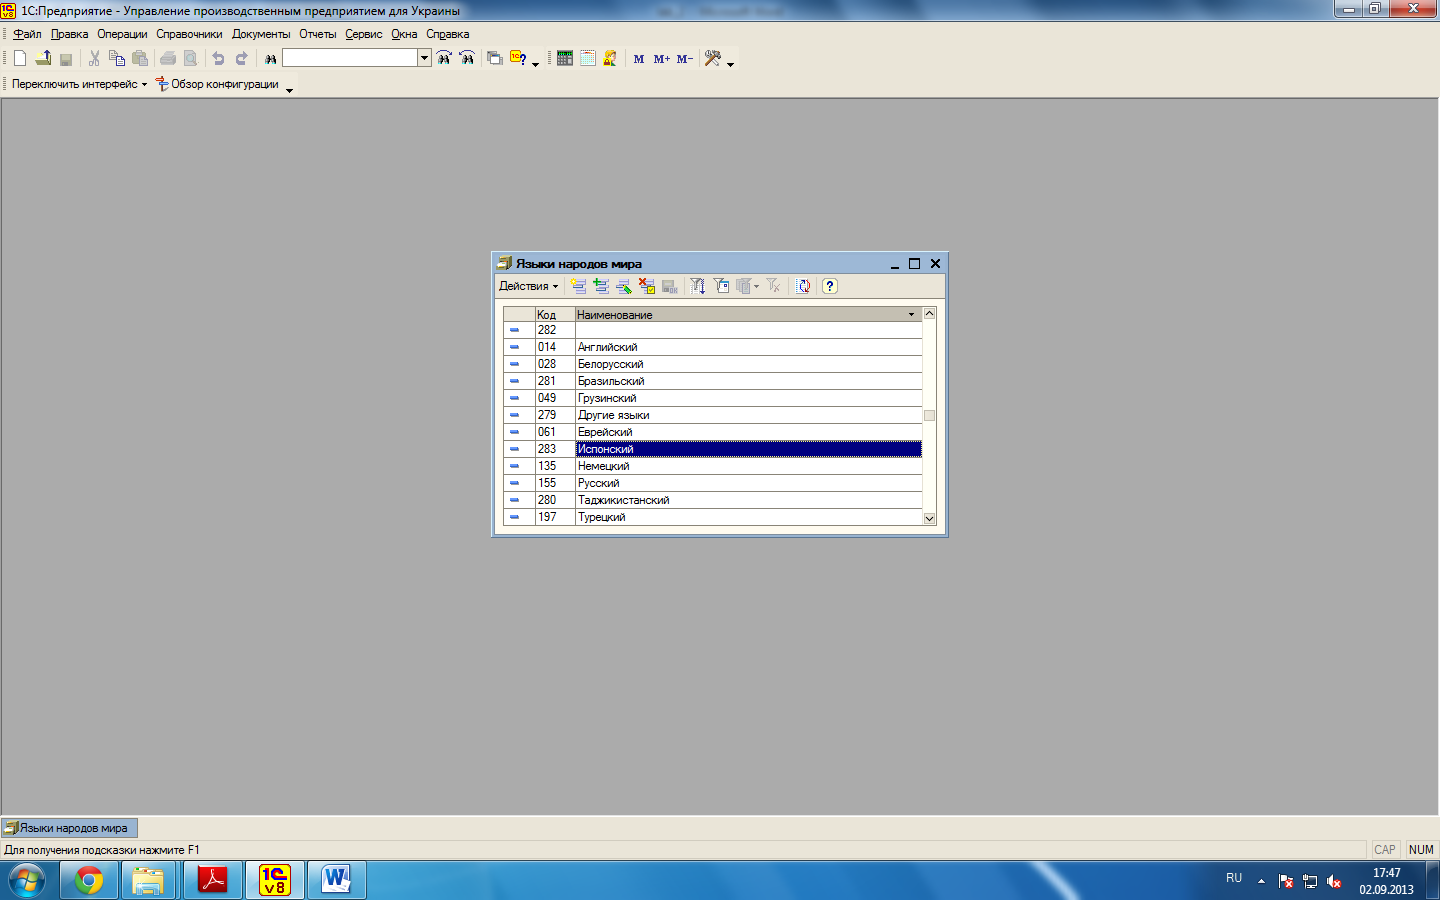 1С:Предприятие - Управление производственным предприятием для Украины
Файл Правка Операции Справочники Документы Отчеты Сервис Окна Справка
M M+ M-
Переключить интерфейс Обзор конфигурации
Языки народов мира
Действия
Код Наименование
282
014 Английский
028 Белорусский
281 Бразильский
049 Грузинский
279 Другие языки
061 Еврейский
283 Испонский
135 Немецкий
155 Русский
280 Таджикистанский
197 Турецкий
Языки народов мира
Для получения подсказки нажмите F1
CAP NUM
RU
17:47
02.09.2013